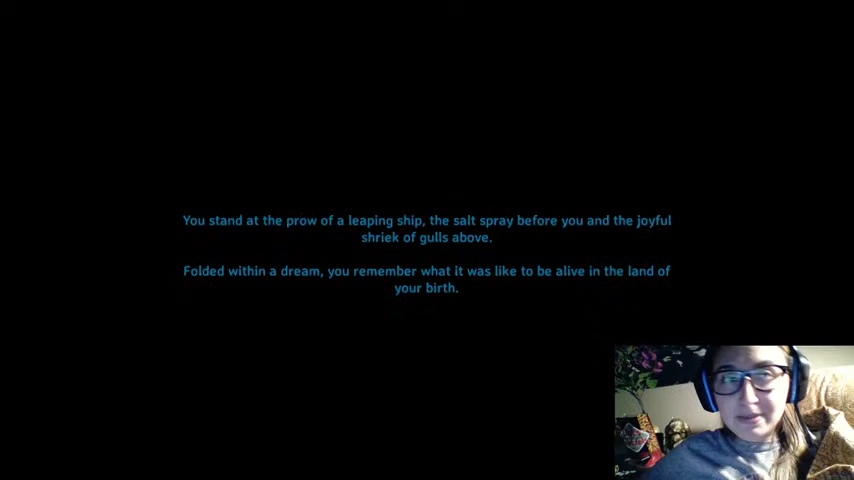 You stand at the prow of a leaping ship, the salt spray before you and the joyful
shriek of gulls above.
Folded within a dream, you remember what it was like to be alive in the land of
your birth.